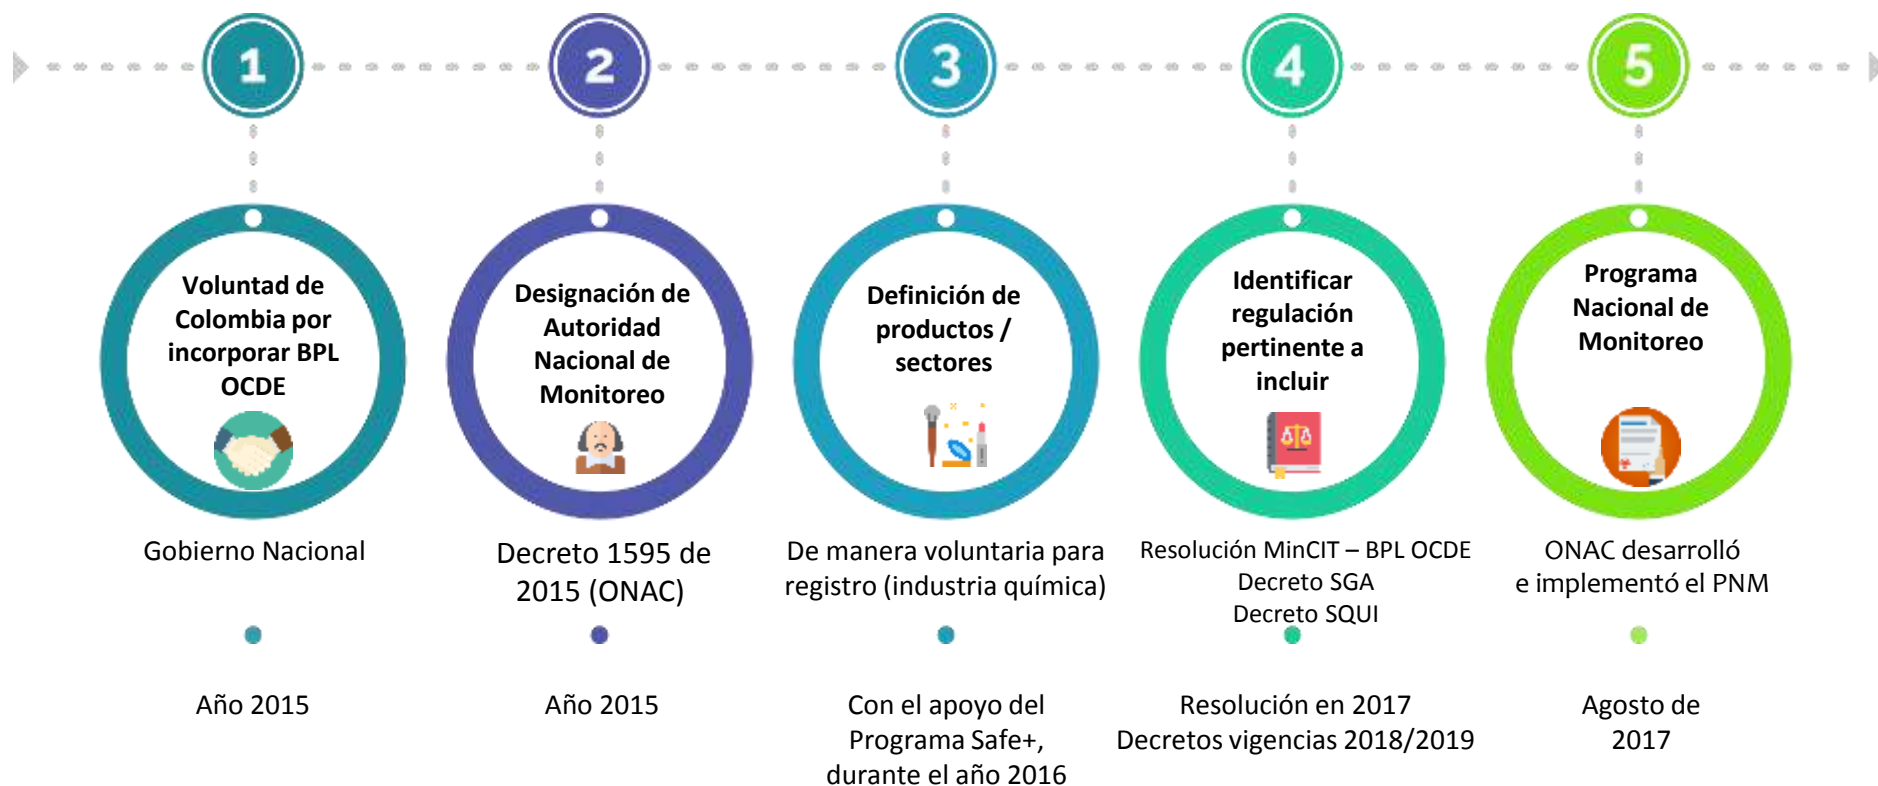 1
2
3
4
5
Voluntad de
Colombia por
incorporar BPL
OCDE
Designación de
Autoridad
Nacional de
Monitoreo
Definición de
productos /
sectores
Identificar
regulación
pertinente a
incluir
Programa
Nacional de
Monitoreo
Gobierno Nacional
Decreto 1595 de
2015 (ONAC)
De manera voluntaria para
registro (industria química)
Resolución MinCIT – BPL OCDE
Decreto SGA
Decreto SQUI
ONAC desarrolló
e implementó el PNM
Año 2015
Año 2015
Con el apoyo del
Programa Safe+,
durante el año 2016
Resolución en 2017
Decretos vigencias 2018/2019
Agosto de
2017